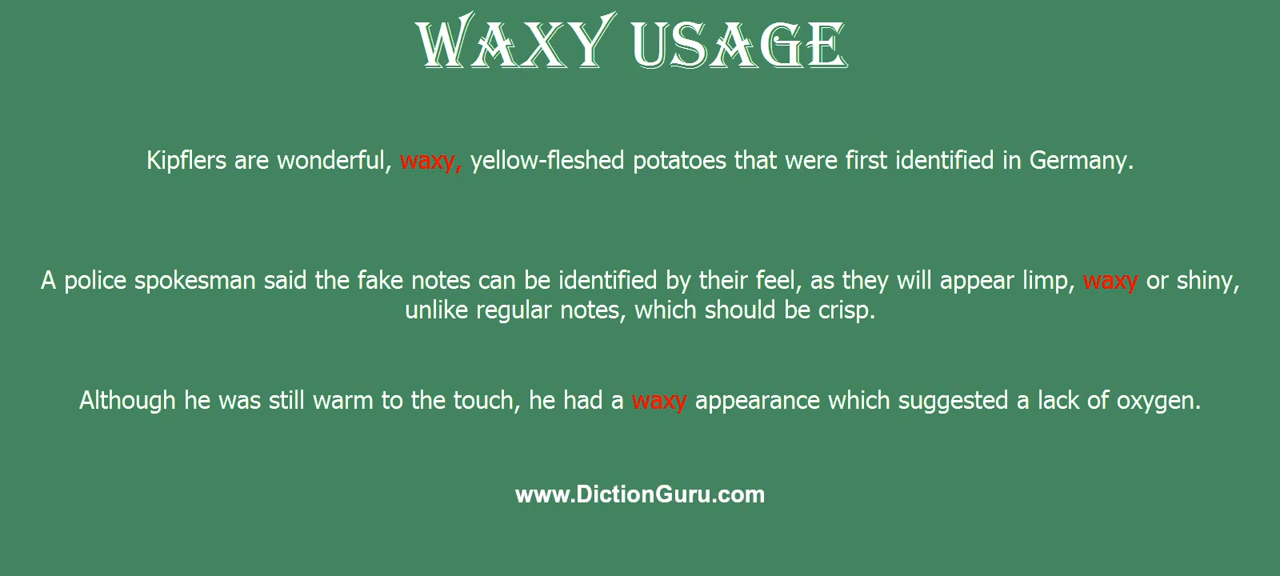 WAXY USAGE
Kipflers are wonderful, waxy, yellow-fleshed potatoes that were first identified in Germany.
A police spokesman said the fake notes can be identified by their feel, as they will appear limp, waxy or shiny,
unlike regular notes, which should be crisp.
Although he was still warm to the touch, he had a waxy appearance which suggested a lack of oxygen.
www.DictionGuru.com